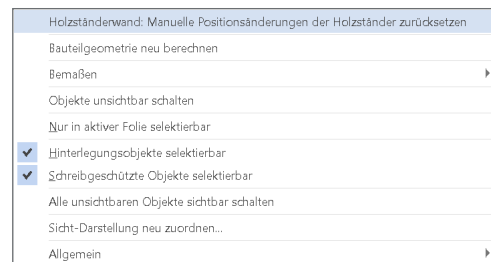 Holzständerwand: Manuelle Positionsänderungen der Holzständer zurücksetzen
Bauteilgeometrie neu berechnen
Bemaßen
Objekte unsichtbar schalten
Nur in aktiver Folie selektierbar
Hinterlegungsobjekte selektierbar
Schreibgeschützte Objekte selektierbar
Alle unsichtbaren Objekte sichtbar schalten
Sicht-Darstellung neu zuordnen...
Allgemein